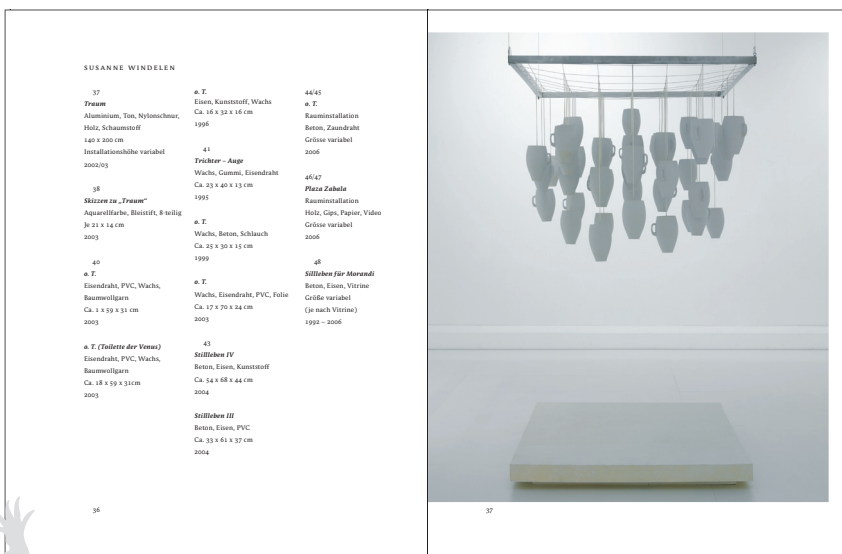 SUSANNE WINDELEN
37
Traum
Aluminium, Ton, Nylonschnur,
Holz, Schaumstoff
140 x 200 cm
Installationshöhe variabel
2002/03
38
Skizzen zu „Traum“
Aquarellfarbe, Bleistift, 8-teilig
Je 21 x 14 cm
2003
40
o. T.
Eisendraht, PVC, Wachs,
Baumwollgarn
Ca. 1 x 59 x 31 cm
2003
o. T. (Toilette der Venus)
Eisendraht, PVC, Wachs,
Baumwollgarn
Ca. 18 x 59 x 31cm
2003
o. T.
Eisen, Kunststoff, Wachs
Ca. 16 x 32 x 16 cm
1996
41
Trichter – Auge
Wachs, Gummi, Eisendraht
Ca. 23 x 40 x 13 cm
1995
o. T.
Wachs, Beton, Schlauch
Ca. 25 x 30 x 15 cm
1999
o. T.
Wachs, Eisendraht, PVC, Folie
Ca. 17 x 70 x 24 cm
2003
43
Stillleben IV
Beton, Eisen, Kunststoff
Ca. 54 x 68 x 44 cm
2004
Stillleben III
Beton, Eisen, PVC
Ca. 33 x 61 x 37 cm
2004
44/45
o. T.
Rauminstallation
Beton, Zaundraht
Grösse variabel
2006
46/47
Plaza Zabala
Rauminstallation
Holz, Gips, Papier, Video
Grösse variabel
2006
48
Sillleben für Morandi
Beton, Eisen, Vitrine
Größe variabel
(je nach Vitrine)
1992 – 2006
36
37